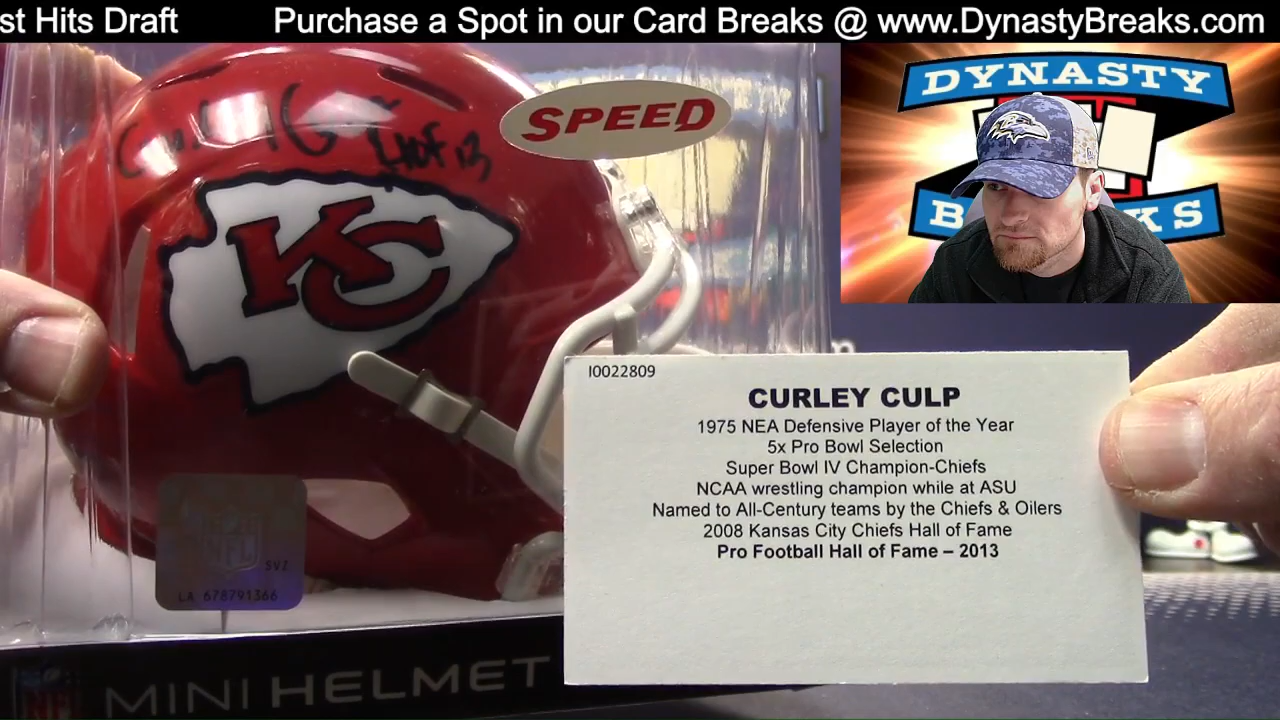 st Hits Draft Purchase a Spot in our Card Breaks @ www.DynastyBreaks.com
DYNASTY
SPEED
HOF 13
KC
I0022809
CURLEY CULP
1975 NEA Defensive Player of the Year
5x Pro Bowl Selection
Super Bowl IV Champion-Chiefs
NCAA wrestling champion while at ASU
Named to All-Century teams by the Chiefs & Oilers
2008 Kansas City Chiefs Hall of Fame
Pro Football Hall of Fame – 2013
NFL
LA 678791366
MINI HELMET